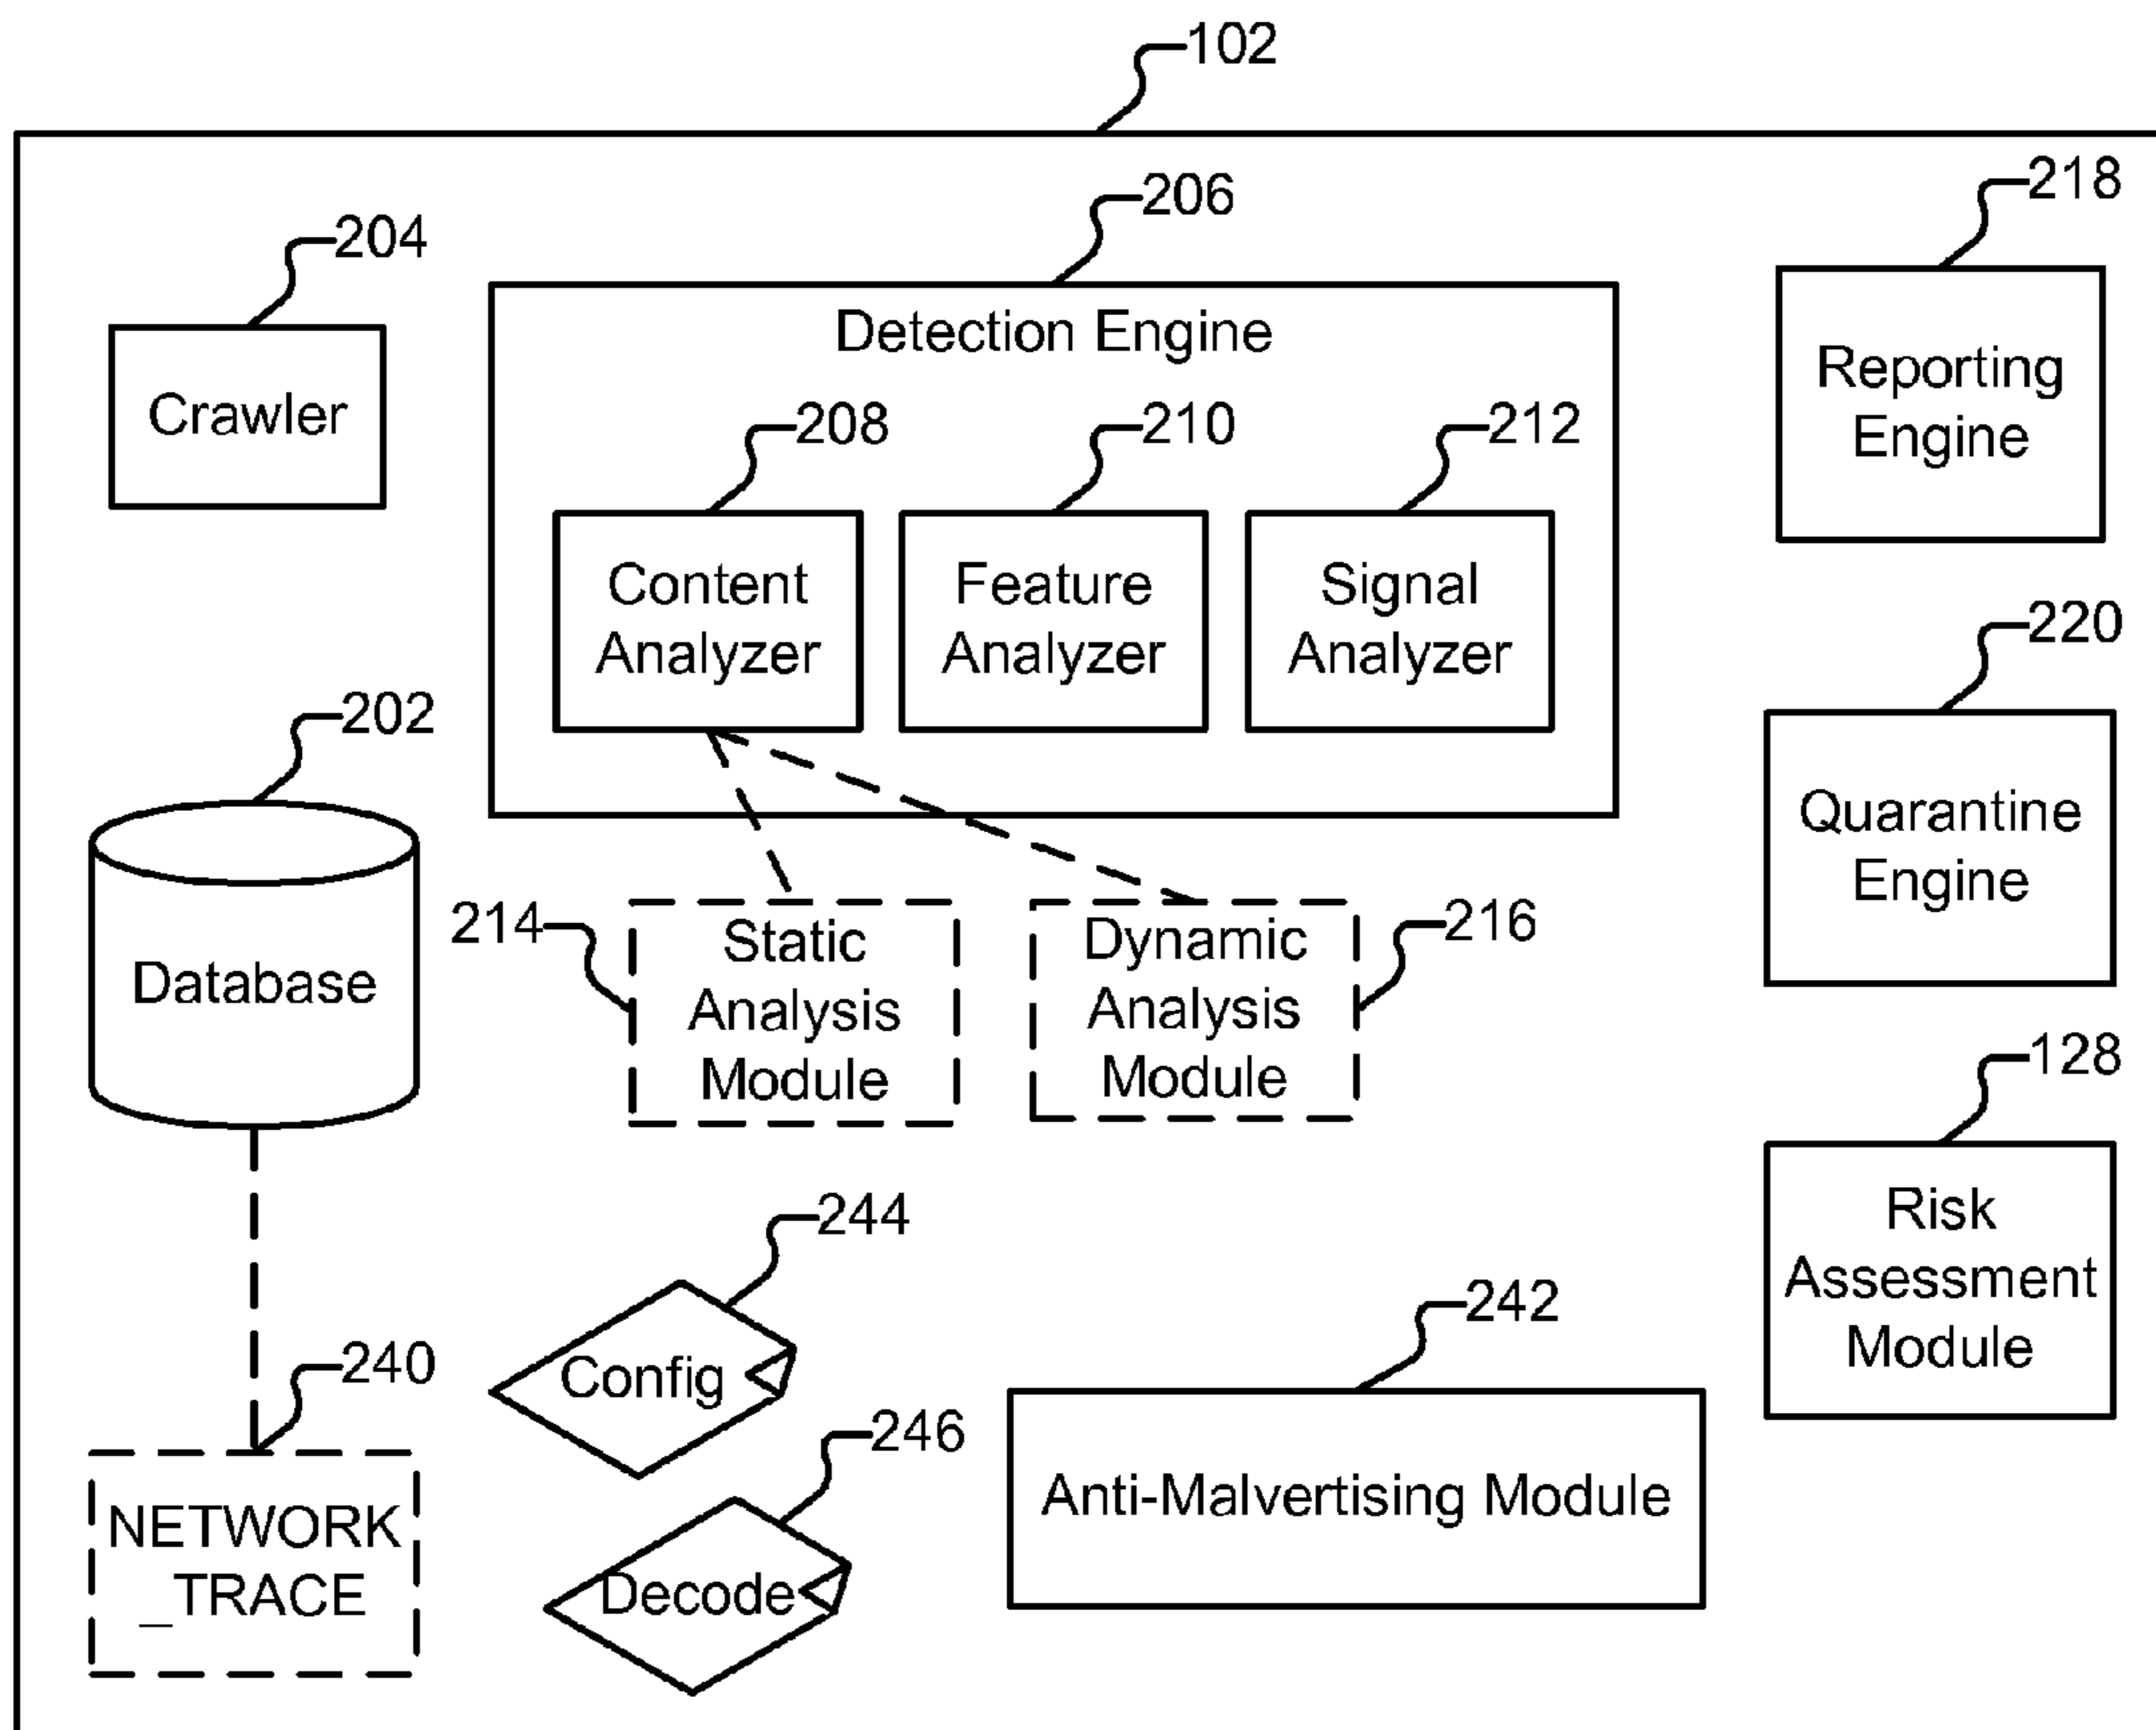 102
206
218
204
Detection Engine
Reporting
Engine
Crawler
208
210
212
Content
Analyzer
Feature
Analyzer
Signal
Analyzer
220
202
Quarantine
Engine
214
Static
Analysis
Module
Dynamic
Analysis
Module
216
Database
128
Risk
Assessment
Module
244
Config
242
240
246
Anti-Malvertising Module
NETWORK
_TRACE
Decode